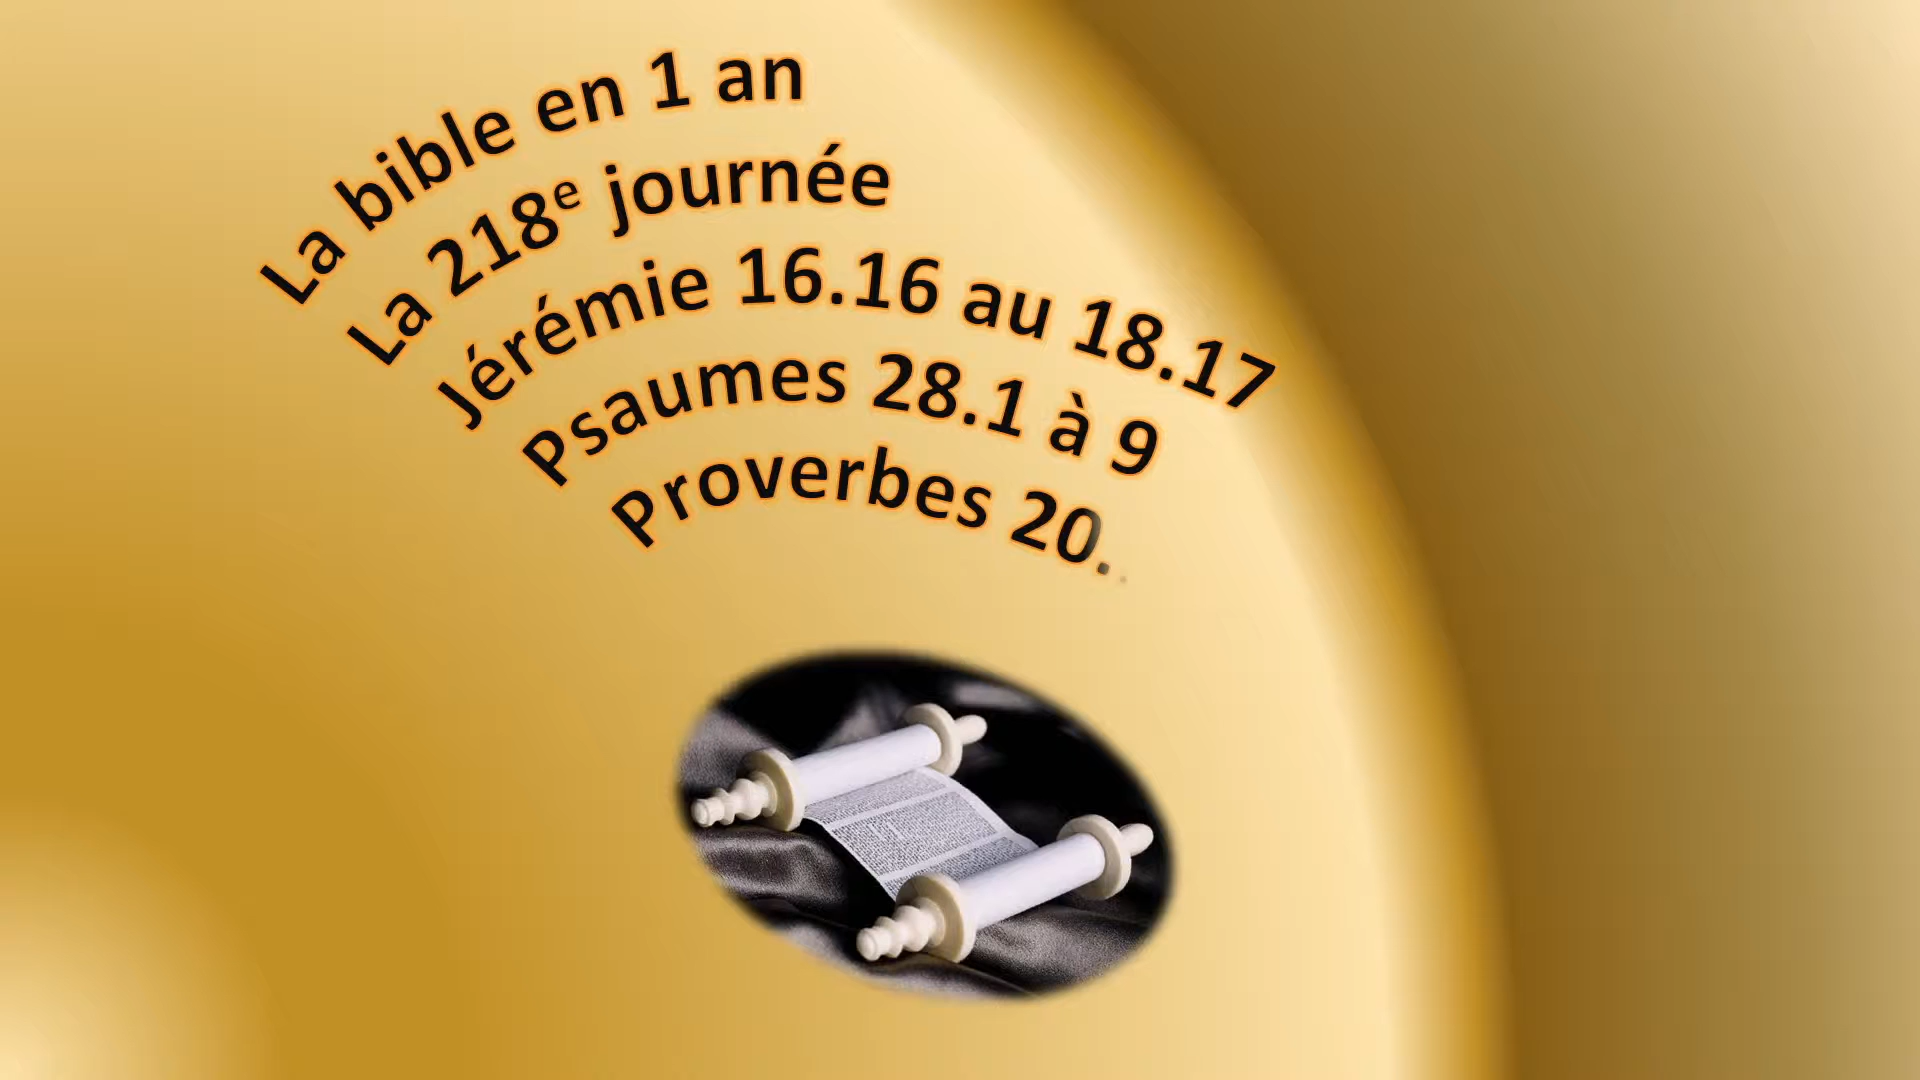 La bible en 1 an
La 218e journée
Jérémie 16.16 au 18.17
Psaumes 28.1 à 9
Proverbes 20.